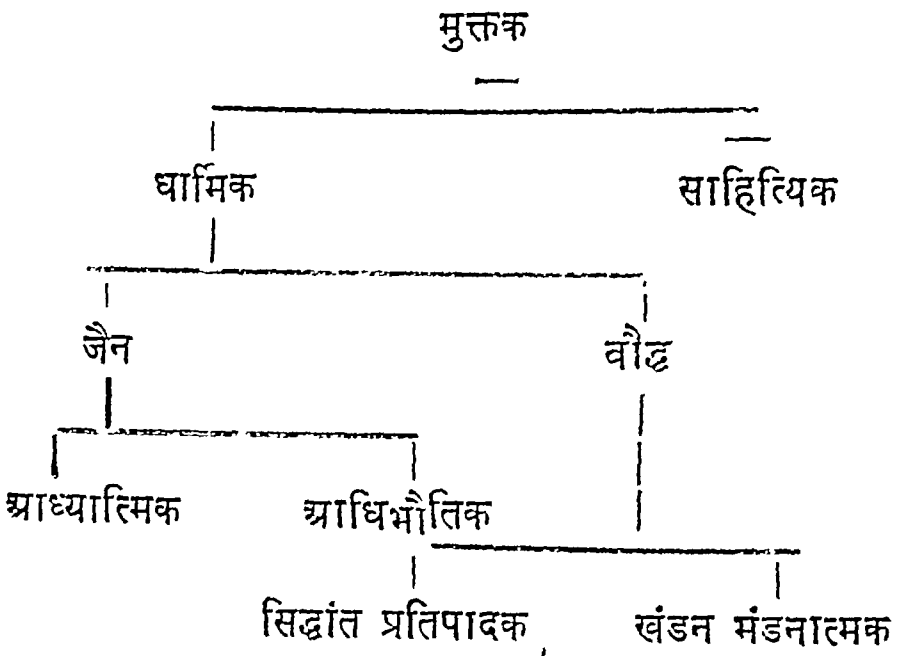 मुक्तक
धार्मिक साहित्यिक
जैन वौद्ध
आध्यात्मिक आधिभौतिक
सिद्धांत प्रतिपादक खंडन मंडनात्मक